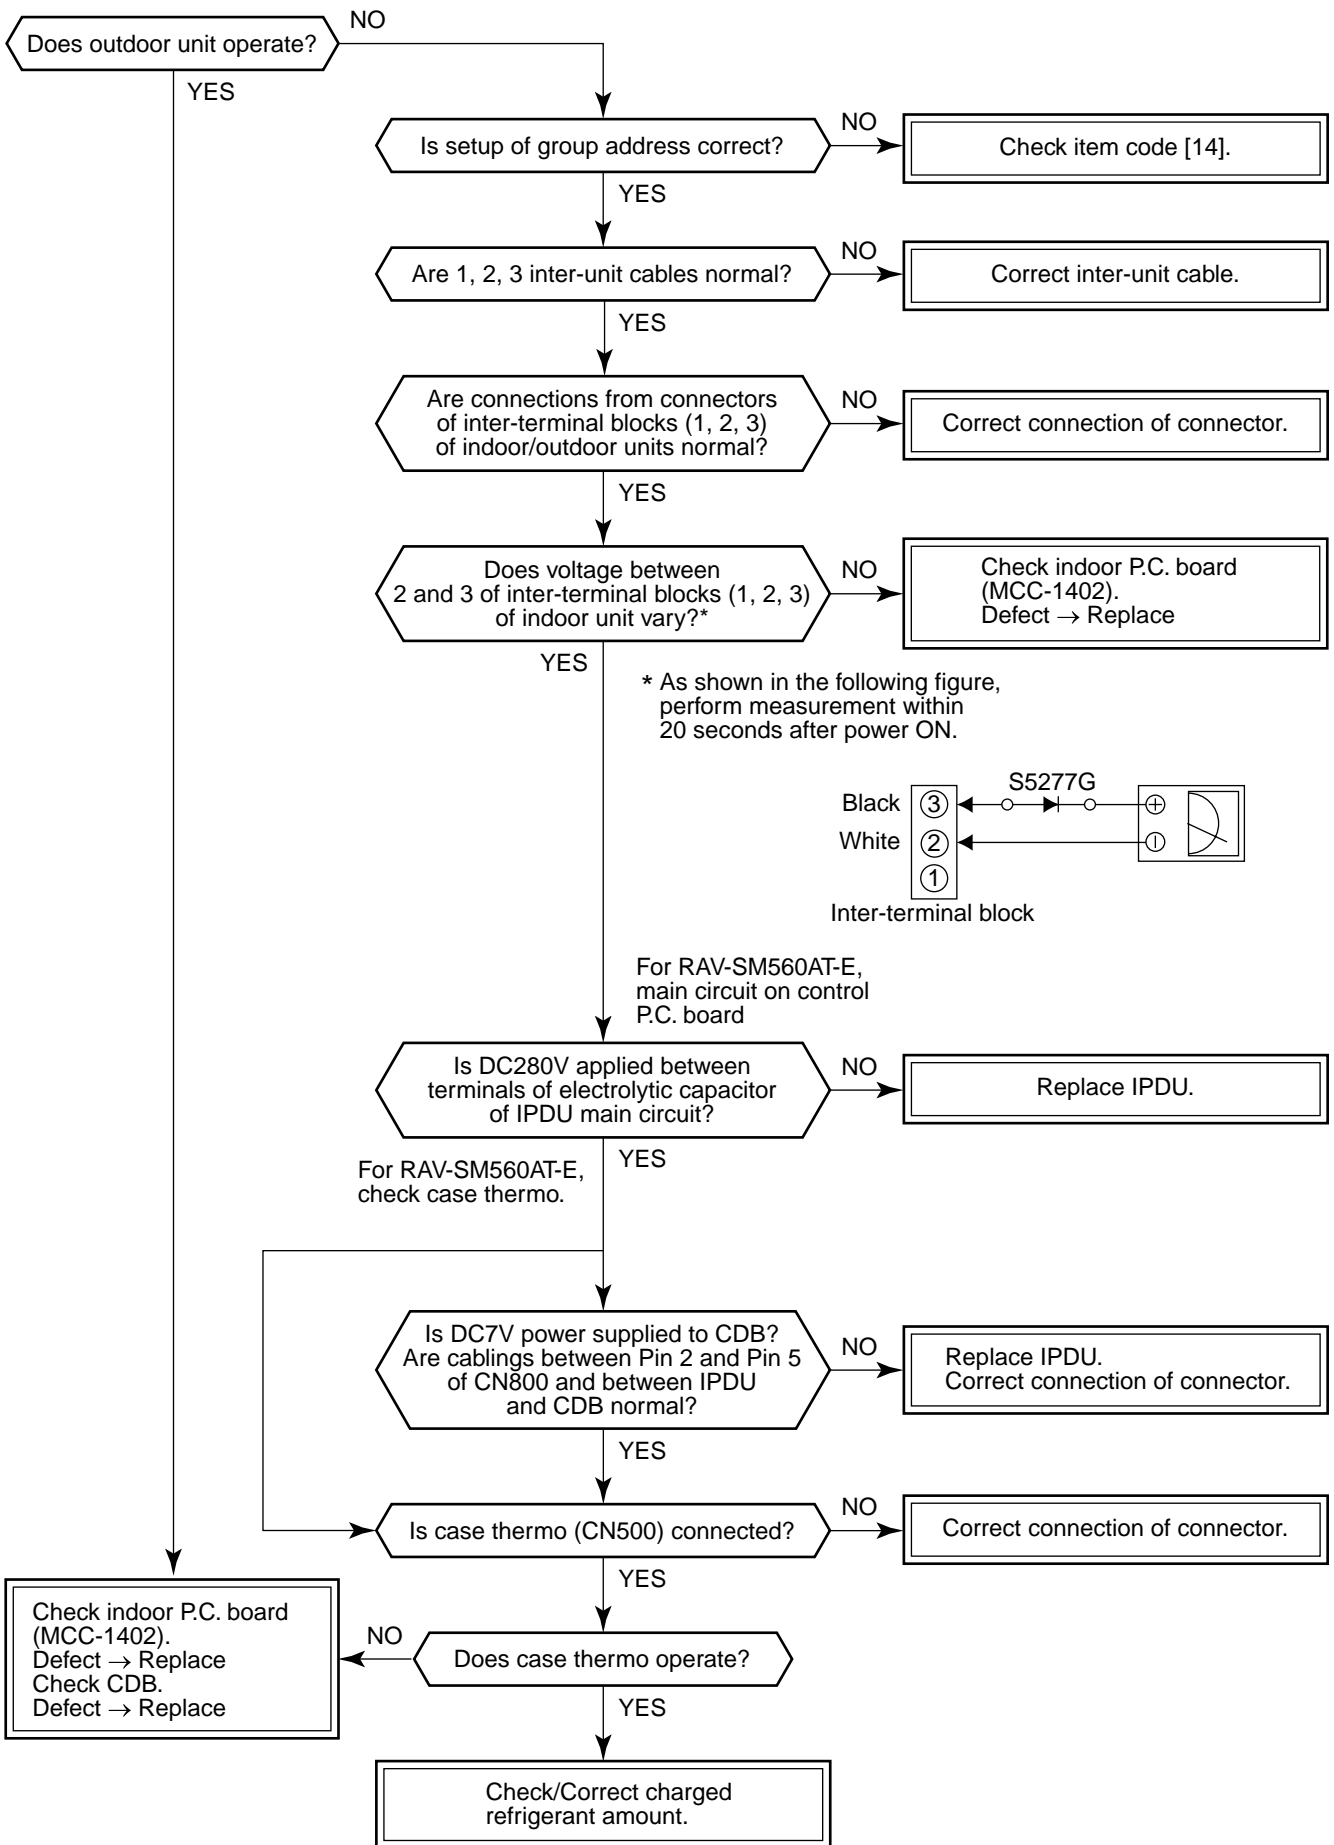 Does outdoor unit operate?
NO
YES
Is setup of group address correct?
NO
Check item code [14].
YES
Are 1, 2, 3 inter-unit cables normal?
NO
Correct inter-unit cable.
YES
Are connections from connectors
of inter-terminal blocks (1, 2, 3)
of indoor/outdoor units normal?
NO
Correct connection of connector.
YES
Does voltage between
2 and 3 of inter-terminal blocks (1, 2, 3)
of indoor unit vary?*
NO
Check indoor P.C. board
(MCC-1402).
Defect → Replace
YES
* As shown in the following figure,
perform measurement within
20 seconds after power ON.
S5277G
Black 3
+
White 2
−
1
Inter-terminal block
For RAV-SM560AT-E,
main circuit on control
P.C. board
Is DC280V applied between
terminals of electrolytic capacitor
of IPDU main circuit?
NO
Replace IPDU.
YES
For RAV-SM560AT-E,
check case thermo.
Is DC7V power supplied to CDB?
Are cablings between Pin 2 and Pin 5
of CN800 and between IPDU
and CDB normal?
NO
Replace IPDU.
Correct connection of connector.
YES
Is case thermo (CN500) connected?
NO
Correct connection of connector.
YES
Does case thermo operate?
NO
Check indoor P.C. board
(MCC-1402).
Defect → Replace
Check CDB.
Defect → Replace
YES
Check/Correct charged
refrigerant amount.